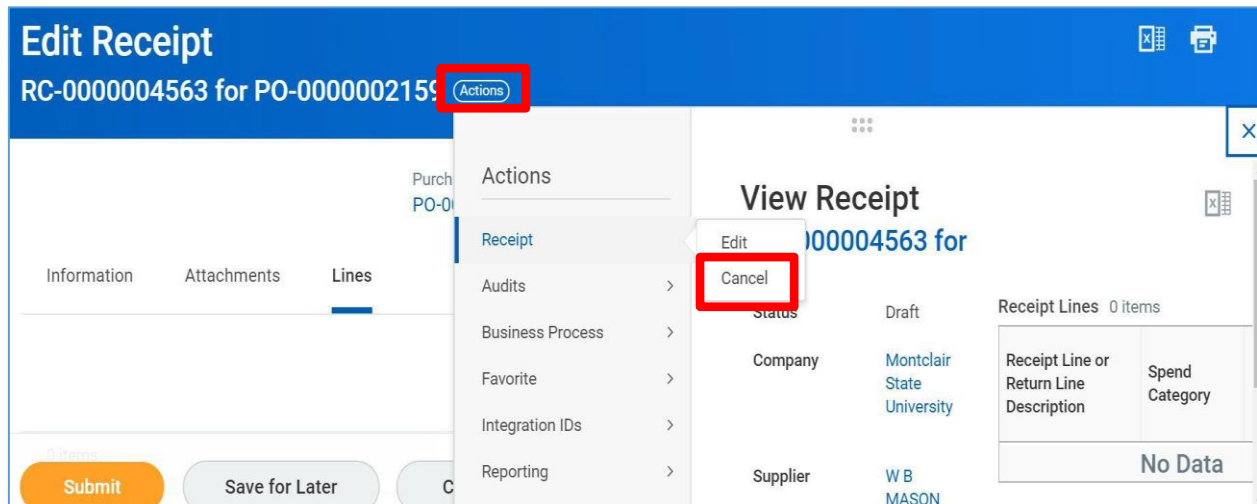 Edit Receipt
RC-0000004563 for PO-0000002159 Actions
Purch
PO-0
Information Attachments Lines
0 items
Submit Save for Later C
Actions
Receipt
Audits
Business Process
Favorite
Integration IDs
Reporting
Edit
Cancel
X
View Receipt
000004563 for
Status Draft
Company Montclair
State
University
Supplier W B
MASON
Receipt Lines 0 items
Receipt Line or
Return Line
Description
Spend
Category
No Data